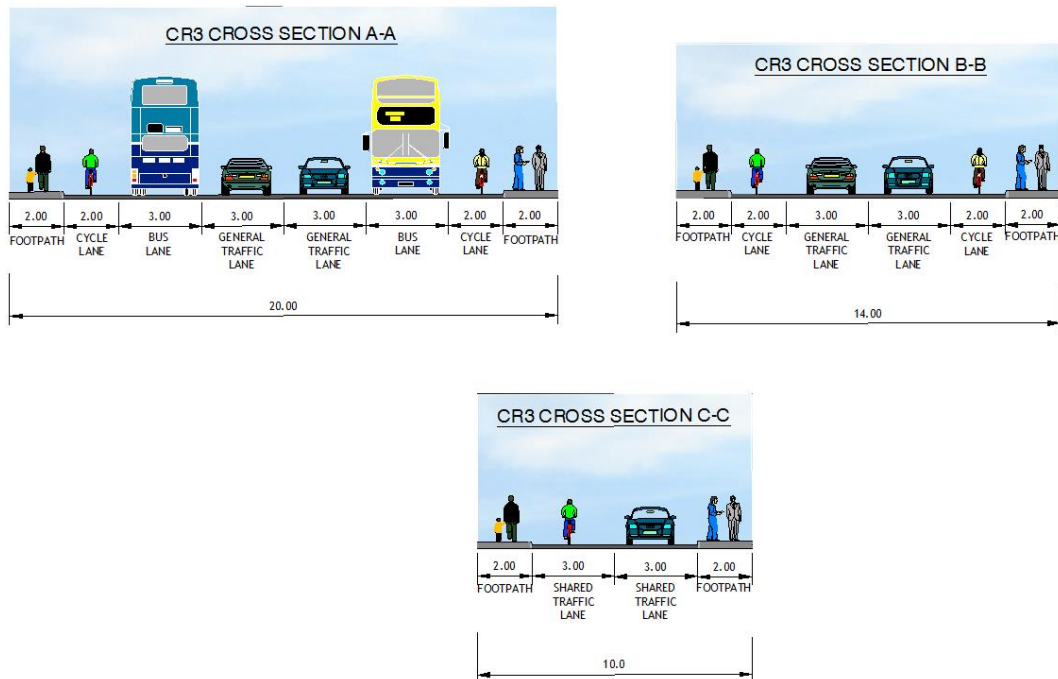 CR3 CROSS SECTION A-A
2.00 2.00 3.00 3.00 3.00 3.00 2.00 2.00
FOOTPATH CYCLE BUS GENERAL GENERAL BUS CYCLE FOOTPATH
LANE LANE TRAFFIC TRAFFIC LANE LANE
LANE LANE
20.00
CR3 CROSS SECTION B-B
2.00 2.00 3.00 3.00 2.00 2.00
FOOTPATH CYCLE GENERAL GENERAL CYCLE FOOTPATH
LANE TRAFFIC TRAFFIC LANE
LANE LANE
14.00
CR3 CROSS SECTION C-C
2.00 3.00 3.00 2.00
FOOTPATH SHARED SHARED FOOTPATH
TRAFFIC TRAFFIC
LANE LANE
10.0